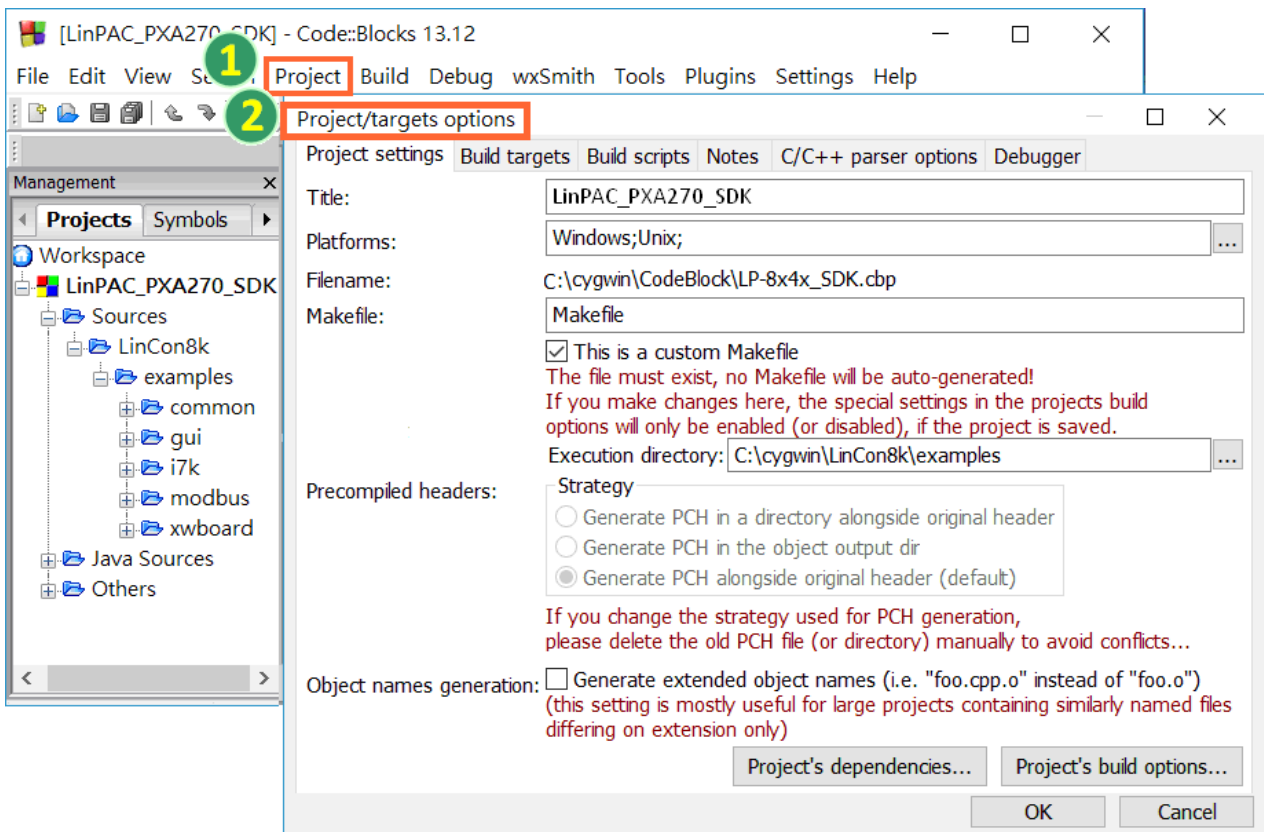 [LinPAC_PXA270_SDK] - Code::Blocks 13.12
1
File Edit View Project Build Debug wxSmith Tools Plugins Settings Help
2
Project/targets options
Project settings Build targets Build scripts Notes C/C++ parser options Debugger
Management
Projects Symbols
Workspace
LinPAC_PXA270_SDK
Sources
LinCon8k
examples
common
gui
i7k
modbus
xwboard
Java Sources
Others
Title: LinPAC_PXA270_SDK
Platforms: Windows;Unix; ...
Filename: C:\cygwin\CodeBlock\LP-8x4x_SDK.cbp
Makefile: Makefile
This is a custom Makefile
The file must exist, no Makefile will be auto-generated!
If you make changes here, the special settings in the projects build
options will only be enabled (or disabled), if the project is saved.
Execution directory: C:\cygwin\LinCon8k\examples ...
Precompiled headers: Strategy
Generate PCH in a directory alongside original header
Generate PCH in the object output dir
Generate PCH alongside original header (default)
If you change the strategy used for PCH generation,
please delete the old PCH file (or directory) manually to avoid conflicts...
Object names generation: Generate extended object names (i.e. "foo.cpp.o" instead of "foo.o")
(this setting is mostly useful for large projects containing similarly named files
differing on extension only)
Project's dependencies... Project's build options...
OK Cancel